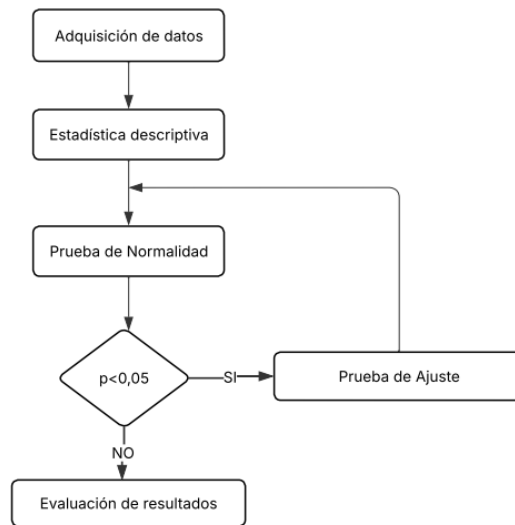 Adquisición de datos
Estadística descriptiva
Prueba de Normalidad
p<0,05
SI
Prueba de Ajuste
NO
Evaluación de resultados